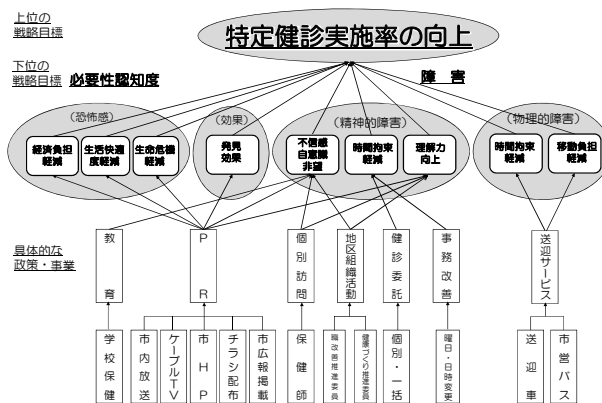 上位の
戦略目標
特定健診実施率の向上
下位の
戦略目標
必要性認知度
障　害
（恐怖感）
（効果）
（精神的障害）
（物理的障害）
経済負担
軽減
生活快適
度軽減
生命危機
軽減
発見
効果
不信感
自意識
非望
時間拘束
軽減
理解力
向上
時間拘束
軽減
移動負担
軽減
具体的な
政策・事業
教育
ＰＲ
個別訪問
地区組織活動
健診委託
事務改善
送迎サービス
学校保健
市内放送
ケーブルTV
市ＨＰ
チラシ配布
市広報掲載
保健師
職改善推進委員
健康づくり推進委員
個別・一括
曜日・日時変更
送迎車
市営バス